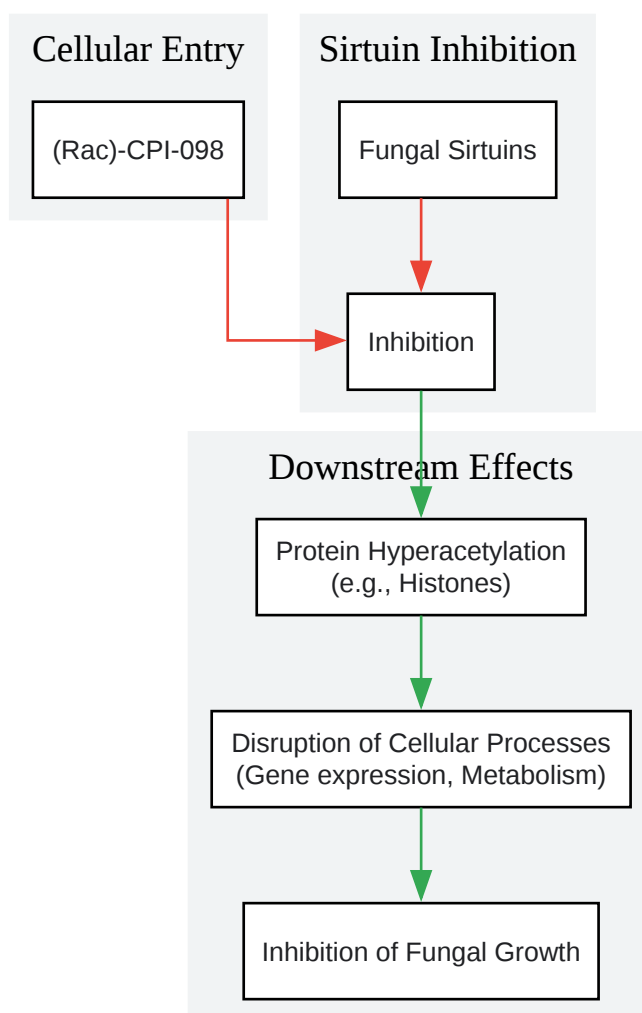 Cellular Entry
(Rac)-CPI-098
Sirtuin Inhibition
Fungal Sirtuins
Inhibition
Downstream Effects
Protein Hyperacetylation
(e.g., Histones)
Disruption of Cellular Processes
(Gene expression, Metabolism)
Inhibition of Fungal Growth